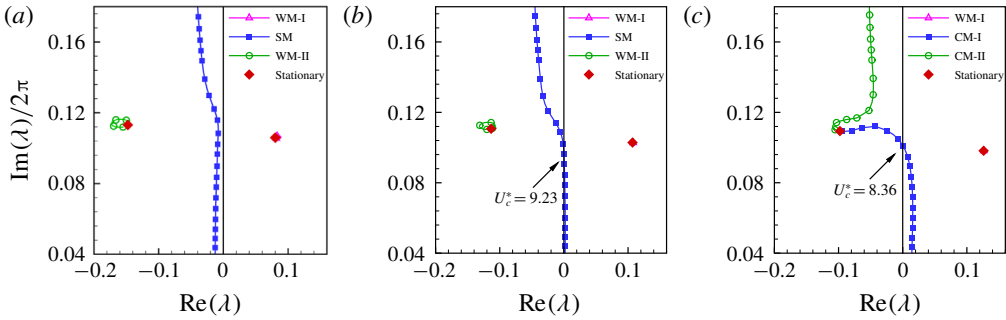 (a)
WM-I
SM
WM-II
Stationary
0.16
0.12
0.08
0.04
−0.2
−0.1
0
0.1
Im(λ)/2π
Re(λ)
(b)
WM-I
SM
WM-II
Stationary
U*c = 9.23
0.16
0.12
0.08
0.04
−0.2
−0.1
0
0.1
Re(λ)
(c)
WM-I
CM-I
CM-II
Stationary
U*c = 8.36
0.16
0.12
0.08
0.04
−0.2
−0.1
0
0.1
Re(λ)